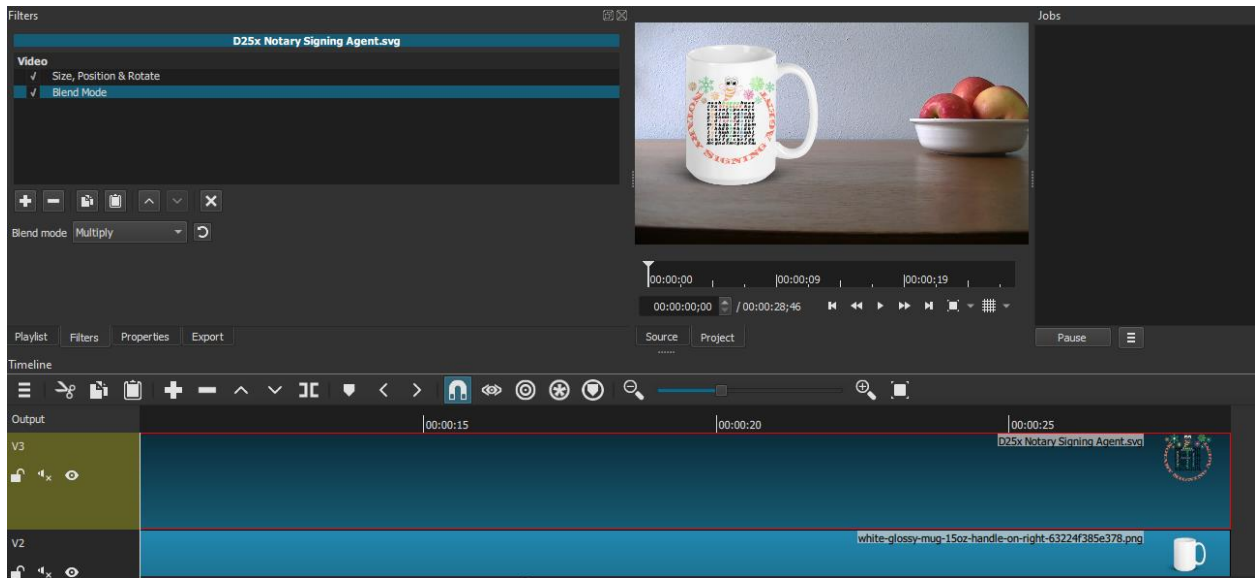 Filters
Jobs
D25x Notary Signing Agent.svg
Video
√ Size, Position & Rotate
√ Blend Mode
NOTARY SIGNING AGENT
Blend mode Multiply
00:00:00 00:00:09 00:00:19
00:00:00;00 / 00:00:28;46
Playlist Filters Properties Export
Source Project
Pause
Timeline
Output
00:00:15 00:00:20 00:00:25
V3
D25x Notary Signing Agent.svg
V2
white-glossy-mug-15oz-handle-on-right-63224f385e378.png